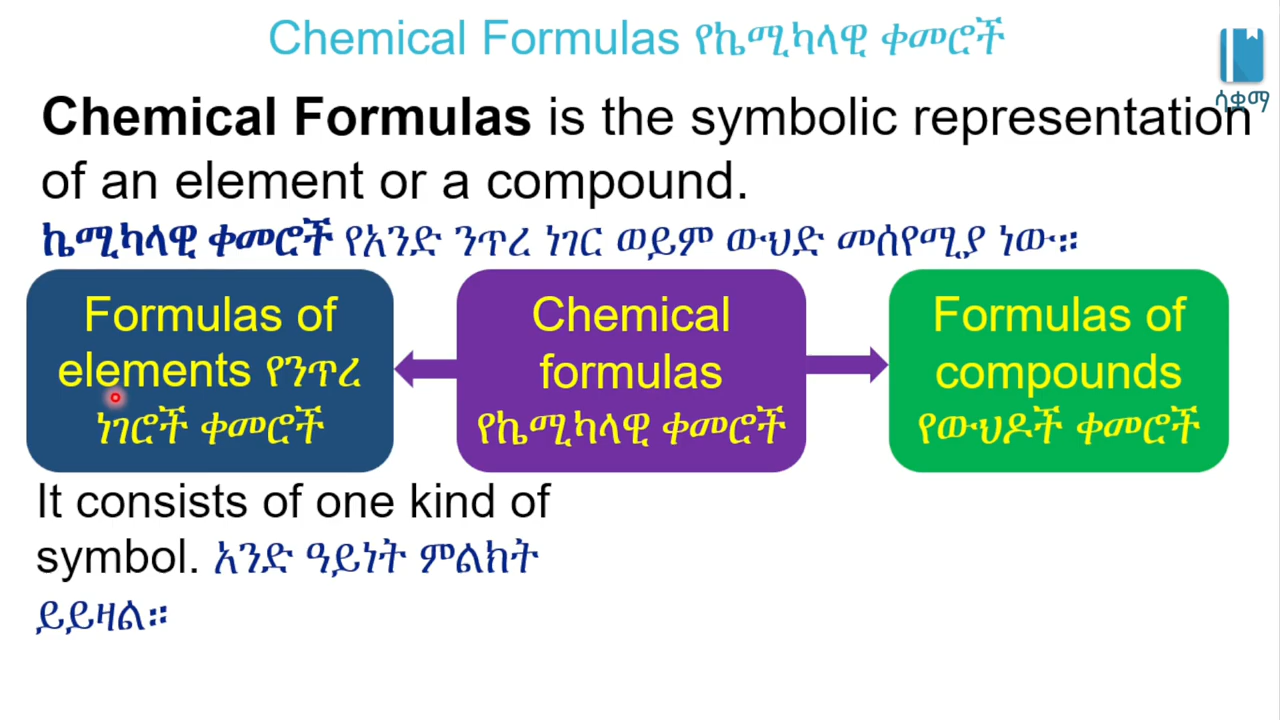 Chemical Formulas የኬሚካላዊ ቀመሮች
ሳቋማ
Chemical Formulas is the symbolic representation
of an element or a compound.
ኬሚካላዊ ቀመሮች የአንድ ንጥረ ነገር ወይም ውህድ መሰየሚያ ነው።
Formulas of
elements የንጥረ
ነገሮች ቀመሮች
Chemical
formulas
የኬሚካላዊ ቀመሮች
Formulas of
compounds
የውህዶች ቀመሮች
It consists of one kind of
symbol. አንድ ዓይነት ምልክት
ይይዛል።